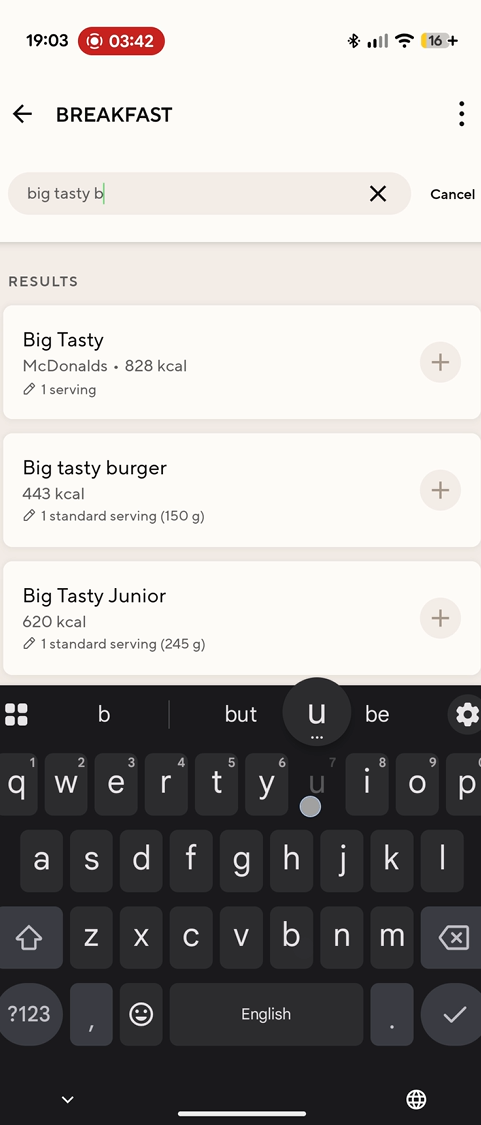 19:03 03:42 16+
BREAKFAST
big tasty b
Cancel
RESULTS
Big Tasty
McDonalds • 828 kcal
1 serving
Big tasty burger
443 kcal
1 standard serving (150 g)
Big Tasty Junior
620 kcal
1 standard serving (245 g)
b but u be
...
1 2 3 4 5 6 7 8 9
q w e r t y u i o p
a s d f g h j k l
z x c v b n m
?123 , English .